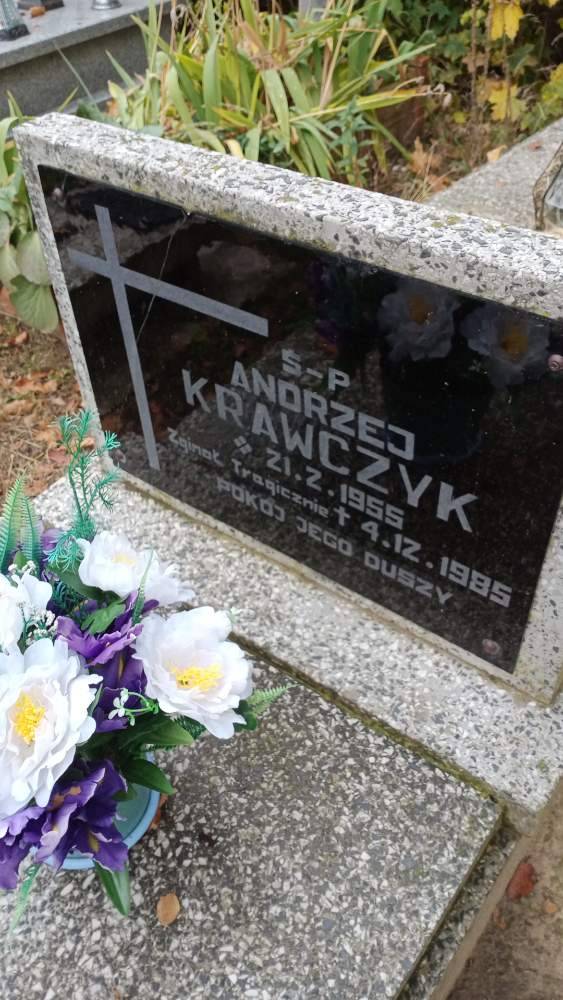 Ś-P
ANDRZEJ
KRAWCZYK
21.2.1955
Zginął Tragicznie † 4.12.1985
POKÓJ JEGO DUSZY